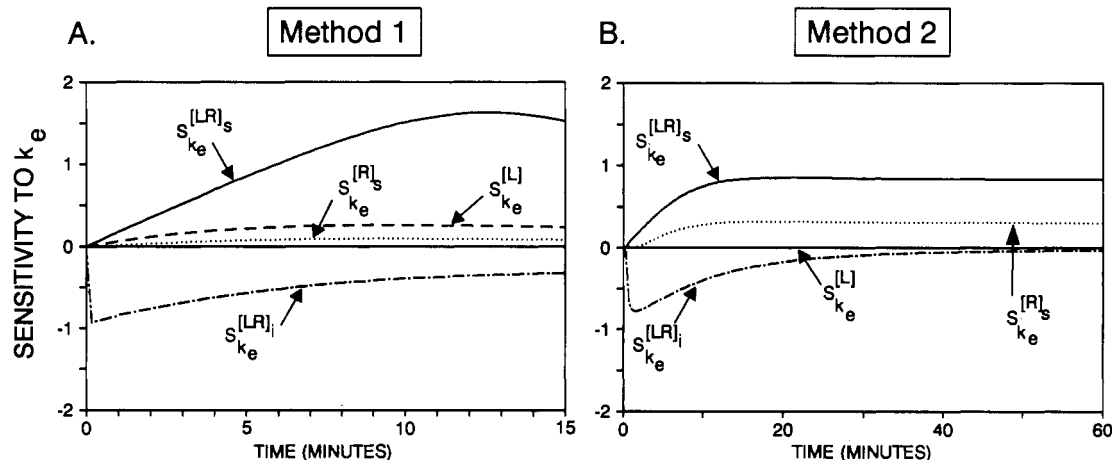 A.
Method 1
B.
Method 2
SENSITIVITY TO k_e
2
1
0
-1
-2
S_{k_e}^{[LR]_s}
S_{k_e}^{[R]_s}
S_{k_e}^{[L]}
S_{k_e}^{[LR]_i}
0
5
10
15
TIME (MINUTES)
2
1
0
-1
-2
S_{k_e}^{[LR]_s}
S_{k_e}^{[LR]_i}
S_{k_e}^{[L]}
S_{k_e}^{[R]_s}
0
20
40
60
TIME (MINUTES)